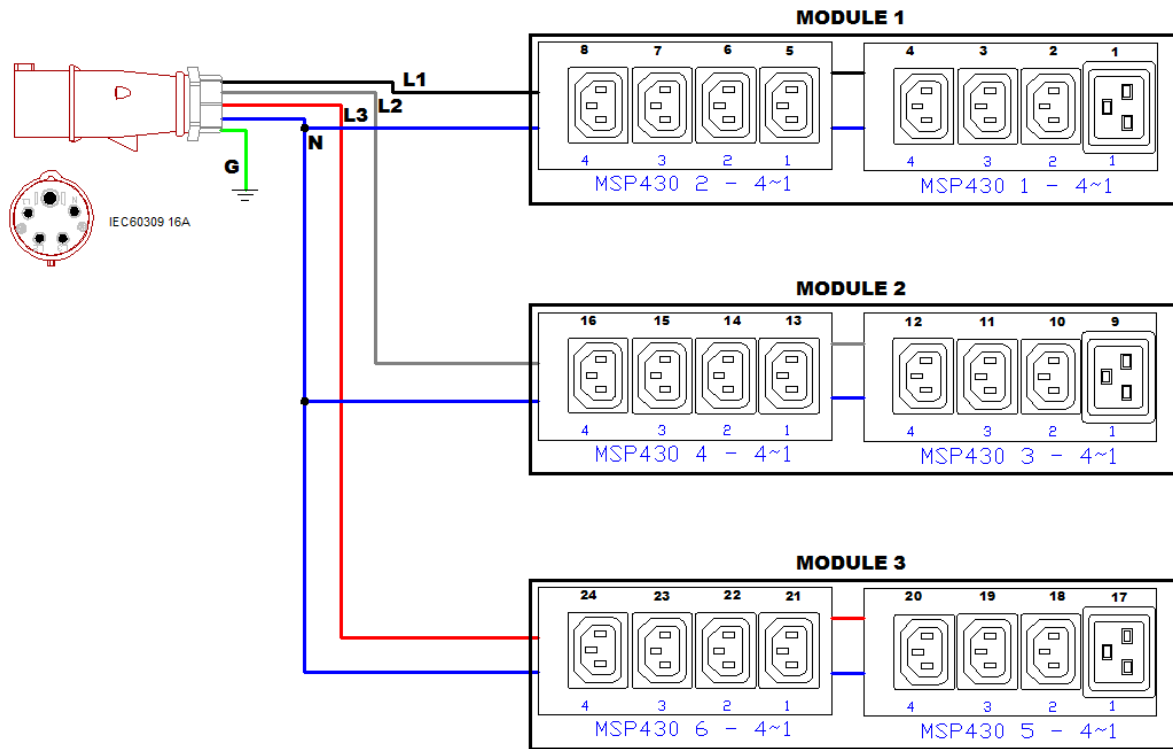 MODULE 1
8 7 6 5 4 3 2 1
L1
L2
L3
N
G
4 3 2 1 4 3 2 1
MSP430 2 - 4~1 MSP430 1 - 4~1
IEC60309 16A
MODULE 2
16 15 14 13 12 11 10 9
4 3 2 1 4 3 2 1
MSP430 4 - 4~1 MSP430 3 - 4~1
MODULE 3
24 23 22 21 20 19 18 17
4 3 2 1 4 3 2 1
MSP430 6 - 4~1 MSP430 5 - 4~1